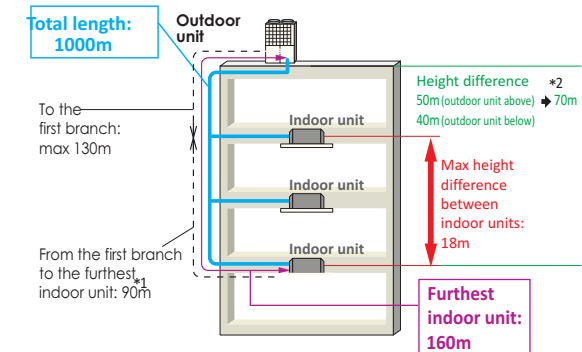 Total length:
1000m
Outdoor
unit
To the
first branch:
max 130m
From the first branch
to the furthest
indoor unit: 90m
*1
Indoor unit
Indoor unit
Indoor unit
Height difference *2
50m (outdoor unit above) → 70m
40m (outdoor unit below)
Max height
difference
between
indoor units:
18m
Furthest
indoor unit:
160m